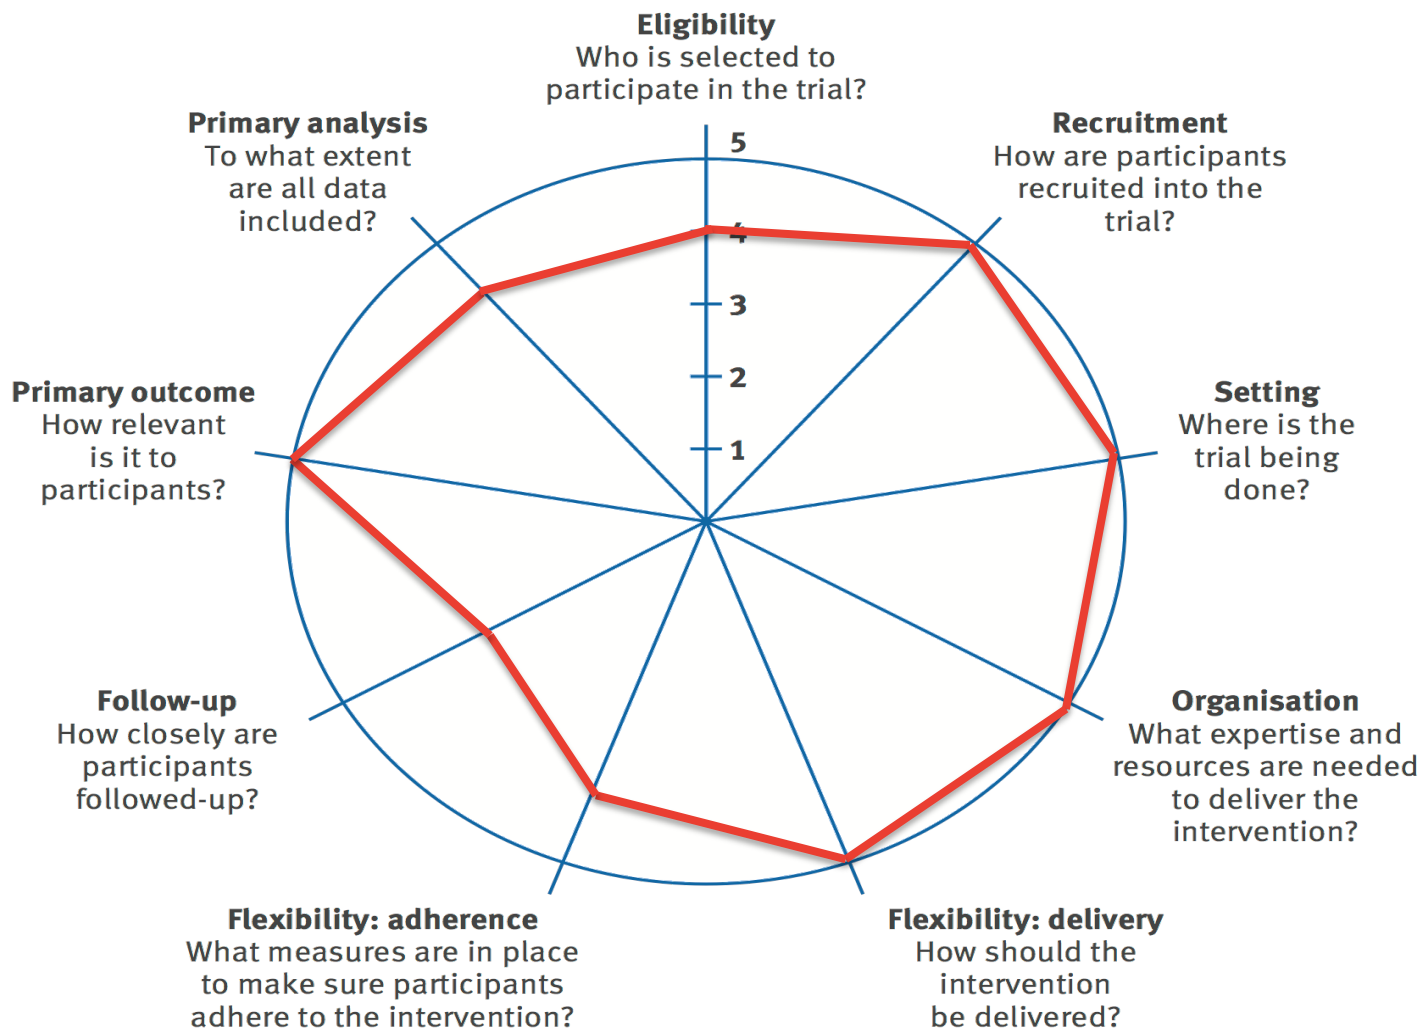 Eligibility
Who is selected to
participate in the trial?
Primary analysis
To what extent
are all data
included?
Recruitment
How are participants
recruited into the
trial?
5
4
3
2
1
Primary outcome
How relevant
is it to
participants?
Setting
Where is the
trial being
done?
Follow-up
How closely are
participants
followed-up?
Organisation
What expertise and
resources are needed
to deliver the
intervention?
Flexibility: adherence
What measures are in place
to make sure participants
adhere to the intervention?
Flexibility: delivery
How should the
intervention
be delivered?